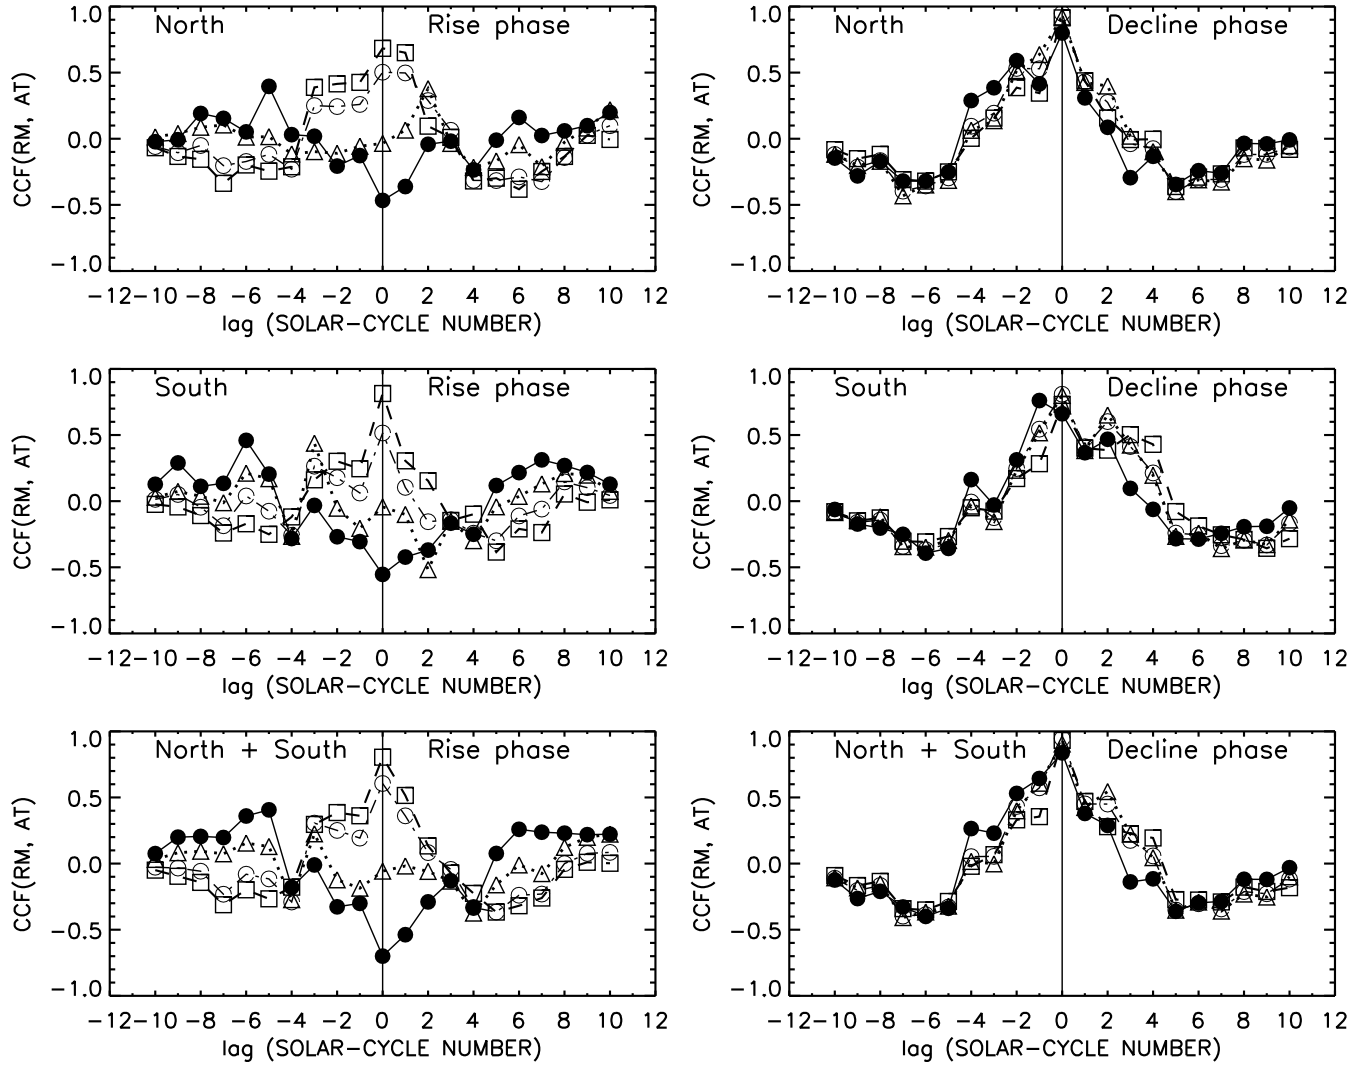 North Rise phase
1.0
0.5
0.0
−0.5
−1.0
CCF(RM, AT)
−12 −10 −8 −6 −4 −2 0 2 4 6 8 10 12
lag (SOLAR−CYCLE NUMBER)
North Decline phase
1.0
0.5
0.0
−0.5
−1.0
CCF(RM, AT)
−12 −10 −8 −6 −4 −2 0 2 4 6 8 10 12
lag (SOLAR−CYCLE NUMBER)
South Rise phase
1.0
0.5
0.0
−0.5
−1.0
CCF(RM, AT)
−12 −10 −8 −6 −4 −2 0 2 4 6 8 10 12
lag (SOLAR−CYCLE NUMBER)
South Decline phase
1.0
0.5
0.0
−0.5
−1.0
CCF(RM, AT)
−12 −10 −8 −6 −4 −2 0 2 4 6 8 10 12
lag (SOLAR−CYCLE NUMBER)
North + South Rise phase
1.0
0.5
0.0
−0.5
−1.0
CCF(RM, AT)
−12 −10 −8 −6 −4 −2 0 2 4 6 8 10 12
lag (SOLAR−CYCLE NUMBER)
North + South Decline phase
1.0
0.5
0.0
−0.5
−1.0
CCF(RM, AT)
−12 −10 −8 −6 −4 −2 0 2 4 6 8 10 12
lag (SOLAR−CYCLE NUMBER)